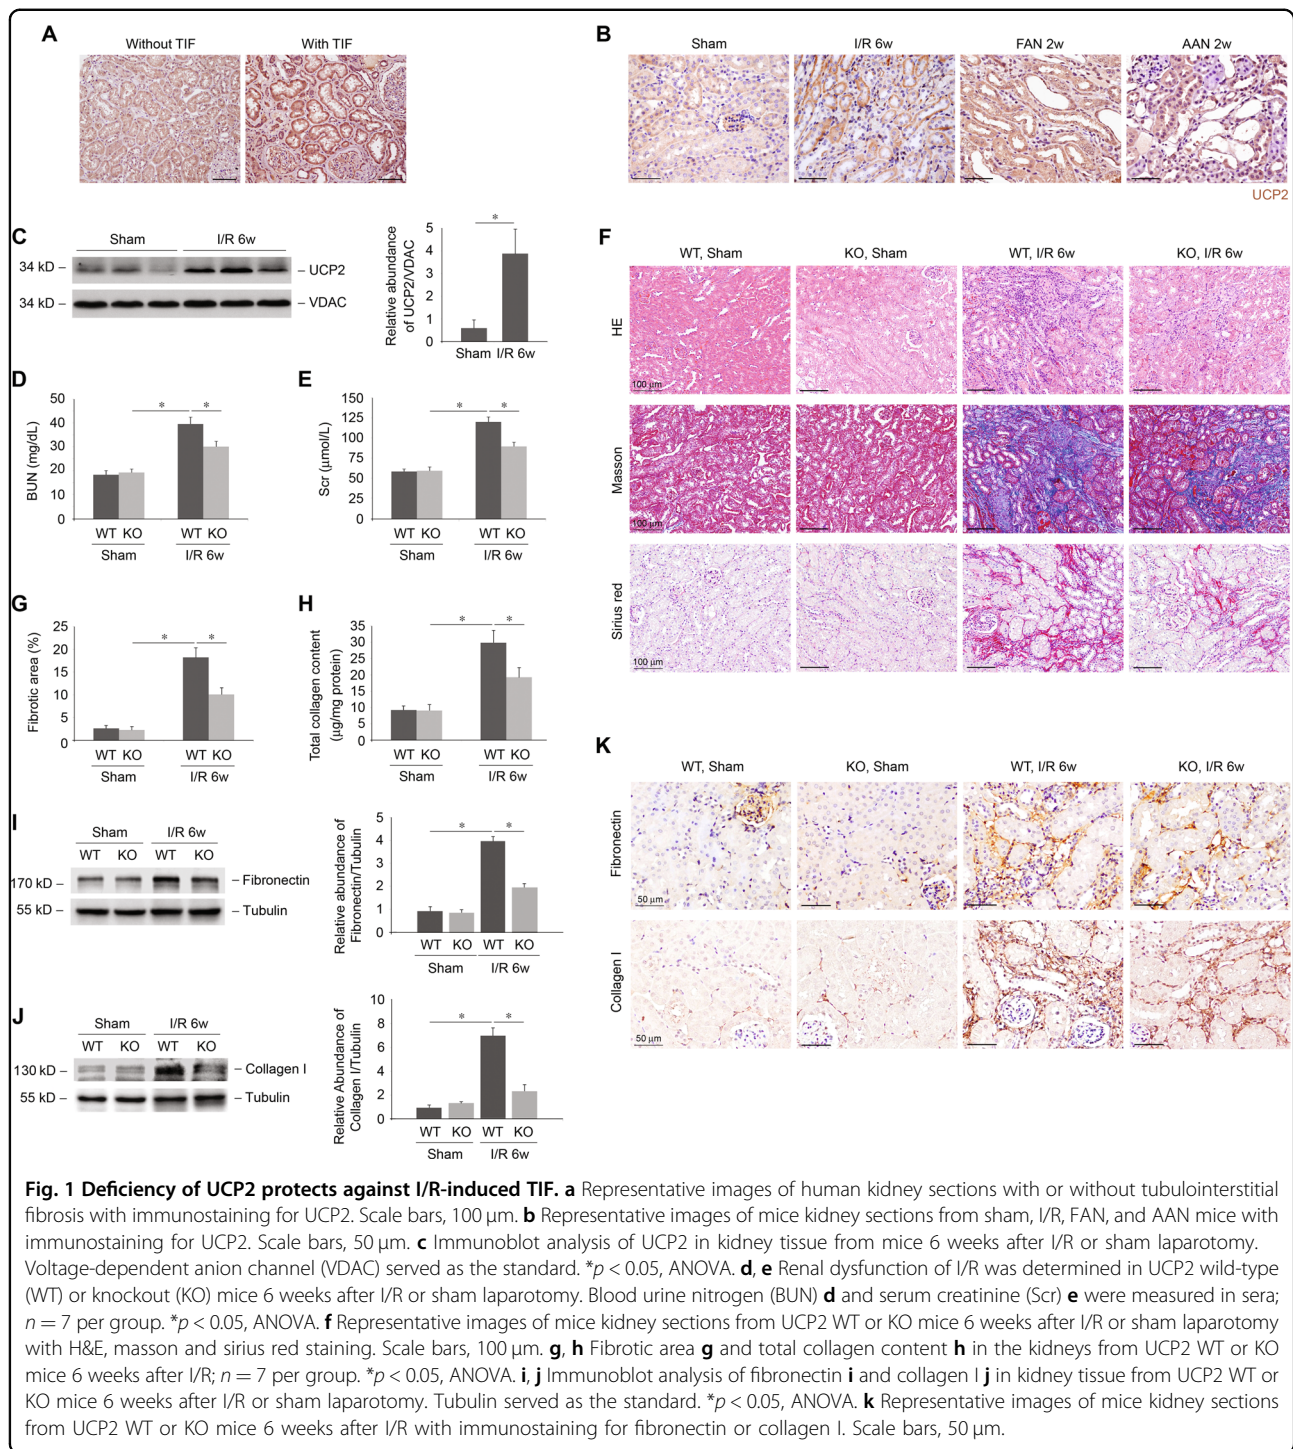 A
Without TIF
With TIF
B
Sham
I/R 6w
FAN 2w
AAN 2w
UCP2
C
Sham
I/R 6w
34 kD –
– UCP2
34 kD –
– VDAC
Relative abundance
of UCP2/VDAC
5
4
3
2
1
0
*
Sham I/R 6w
D
BUN (mg/dL)
50
40
30
20
10
0
*
*
WT KO
WT KO
Sham
I/R 6w
E
Scr (μmol/L)
150
125
100
75
50
25
0
*
*
WT KO
WT KO
Sham
I/R 6w
F
WT, Sham
KO, Sham
WT, I/R 6w
KO, I/R 6w
HE
100 μm
Masson
100 μm
Sirius red
100 μm
G
Fibrotic area (%)
25
20
15
10
5
0
*
*
WT KO
WT KO
Sham
I/R 6w
H
Total collagen content
(μg/mg protein)
35
30
25
20
15
10
5
0
*
*
WT KO
WT KO
Sham
I/R 6w
I
Sham
I/R 6w
WT
KO
WT
KO
170 kD –
– Fibronectin
55 kD –
– Tubulin
Relative abundance of
Fibronectin/Tubulin
5
4
3
2
1
0
*
*
WT KO WT KO
Sham
I/R 6w
J
Sham
I/R 6w
WT
KO
WT
KO
130 kD –
– Collagen I
55 kD –
– Tubulin
Relative Abundance of
Collagen I/Tubulin
10
8
6
4
2
0
*
*
WT KO WT KO
Sham
I/R 6w
K
WT, Sham
KO, Sham
WT, I/R 6w
KO, I/R 6w
Fibronectin
50 μm
Collagen I
50 μm
Fig. 1 Deficiency of UCP2 protects against I/R-induced TIF. a Representative images of human kidney sections with or without tubulointerstitial
fibrosis with immunostaining for UCP2. Scale bars, 100 μm. b Representative images of mice kidney sections from sham, I/R, FAN, and AAN mice with
immunostaining for UCP2. Scale bars, 50 μm. c Immunoblot analysis of UCP2 in kidney tissue from mice 6 weeks after I/R or sham laparotomy.
Voltage-dependent anion channel (VDAC) served as the standard. *p < 0.05, ANOVA. d, e Renal dysfunction of I/R was determined in UCP2 wild-type
(WT) or knockout (KO) mice 6 weeks after I/R or sham laparotomy. Blood urine nitrogen (BUN) d and serum creatinine (Scr) e were measured in sera;
n = 7 per group. *p < 0.05, ANOVA. f Representative images of mice kidney sections from UCP2 WT or KO mice 6 weeks after I/R or sham laparotomy
with H&E, masson and sirius red staining. Scale bars, 100 μm. g, h Fibrotic area g and total collagen content h in the kidneys from UCP2 WT or KO
mice 6 weeks after I/R; n = 7 per group. *p < 0.05, ANOVA. i, j Immunoblot analysis of fibronectin i and collagen I j in kidney tissue from UCP2 WT or
KO mice 6 weeks after I/R or sham laparotomy. Tubulin served as the standard. *p < 0.05, ANOVA. k Representative images of mice kidney sections
from UCP2 WT or KO mice 6 weeks after I/R with immunostaining for fibronectin or collagen I. Scale bars, 50 μm.